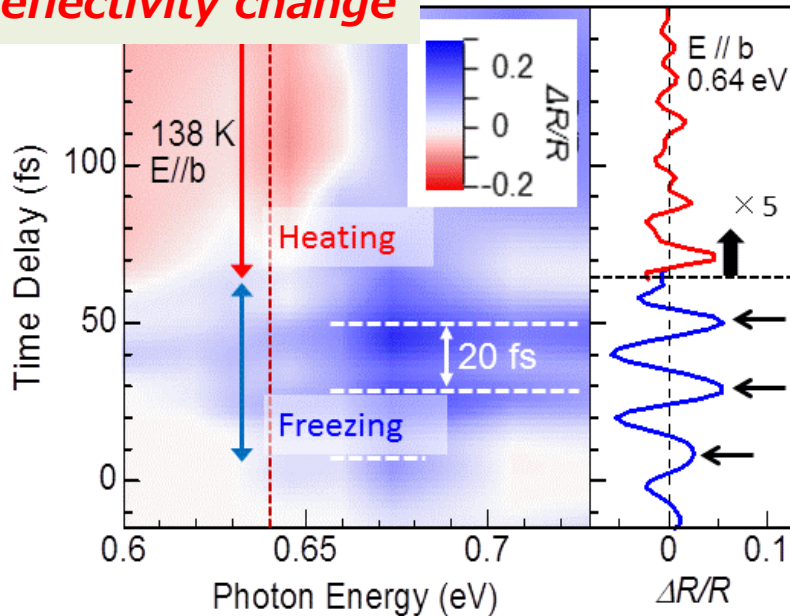 eflectivity change
138 K
E//b
Heating
Freezing
20 fs
0.2
0
-0.2
ΔR/R
E // b
0.64 eV
×5
Time Delay (fs)
100
50
0
0.6
0.65
0.7
0
0.1
Photon Energy (eV)
ΔR/R